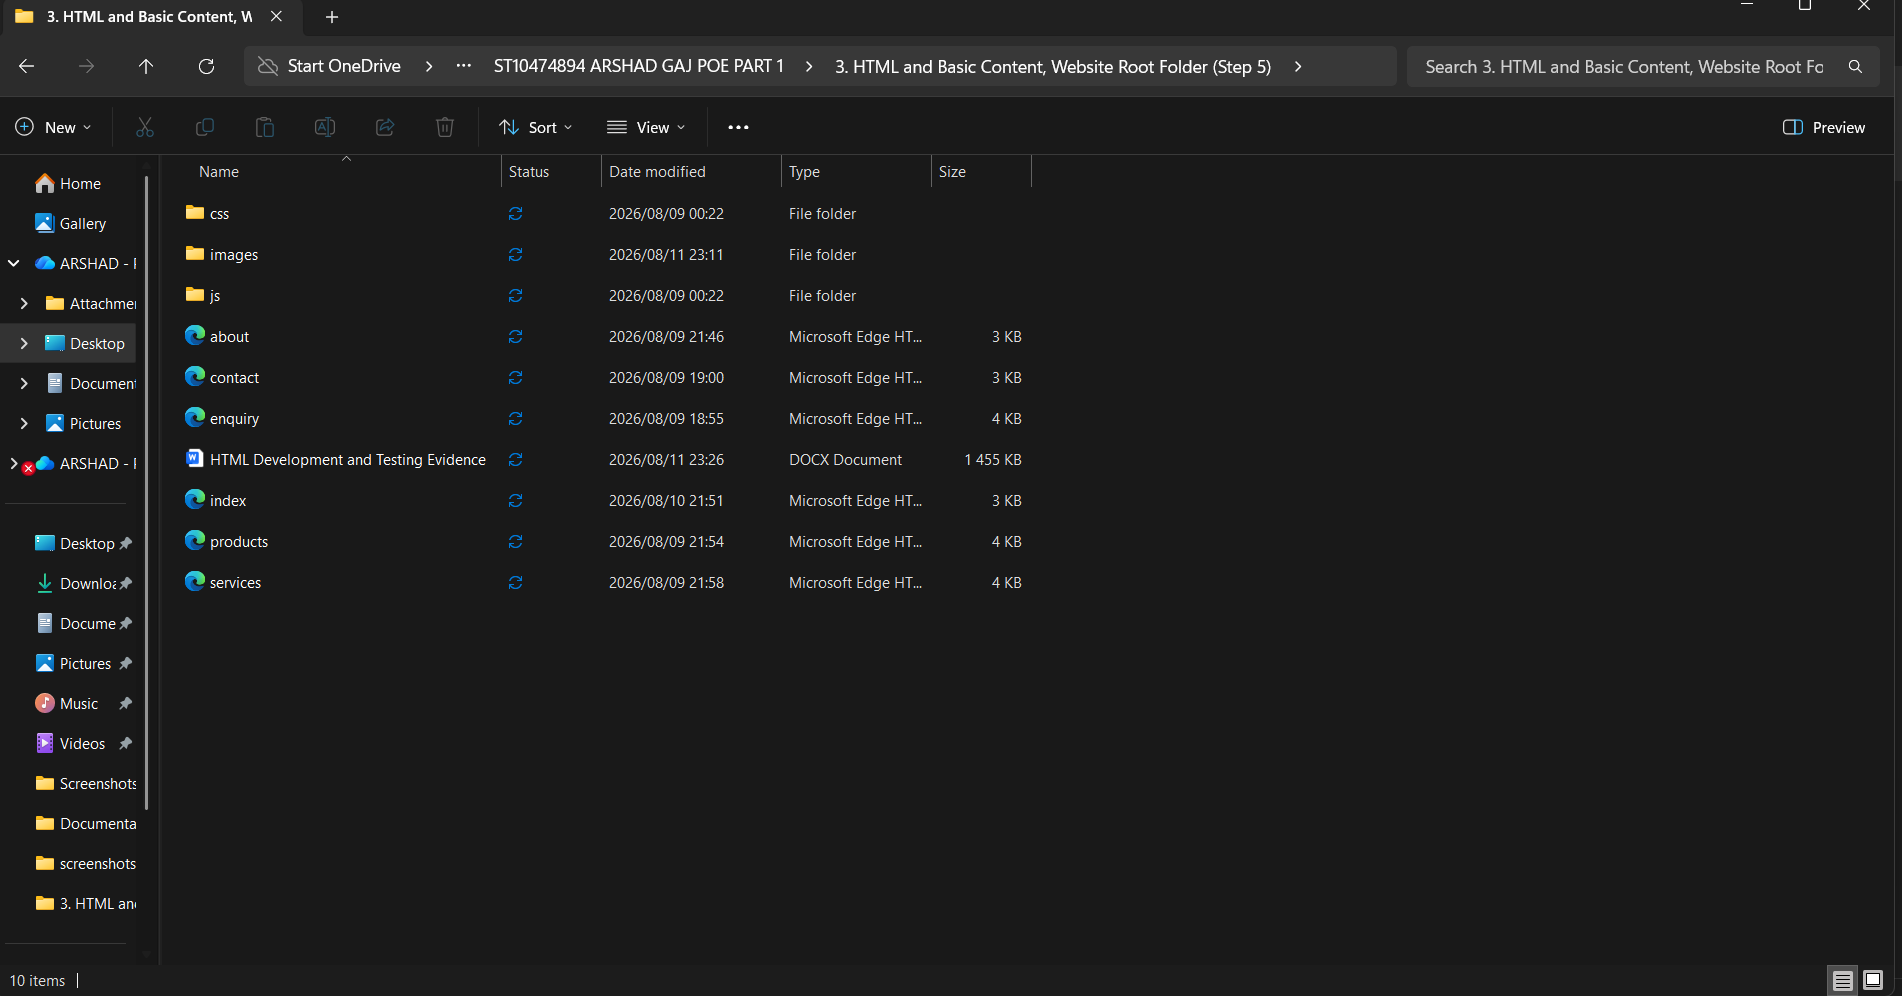 3. HTML and Basic Content, W
Start OneDrive > ... ST10474894 ARSHAD GAJ POE PART 1 > 3. HTML and Basic Content, Website Root Folder (Step 5) >
Search 3. HTML and Basic Content, Website Root Fo
New
Sort
View
Preview
Name Status Date modified Type Size
css 2026/08/09 00:22 File folder
images 2026/08/11 23:11 File folder
js 2026/08/09 00:22 File folder
about 2026/08/09 21:46 Microsoft Edge HT... 3 KB
contact 2026/08/09 19:00 Microsoft Edge HT... 3 KB
enquiry 2026/08/09 18:55 Microsoft Edge HT... 4 KB
HTML Development and Testing Evidence 2026/08/11 23:26 DOCX Document 1 455 KB
index 2026/08/10 21:51 Microsoft Edge HT... 3 KB
products 2026/08/09 21:54 Microsoft Edge HT... 4 KB
services 2026/08/09 21:58 Microsoft Edge HT... 4 KB
Home
Gallery
ARSHAD -
Attachmen
Desktop
Document
Pictures
ARSHAD -
Desktop
Downloa
Docume
Pictures
Music
Videos
Screenshots
Documenta
screenshots
3. HTML an
10 items